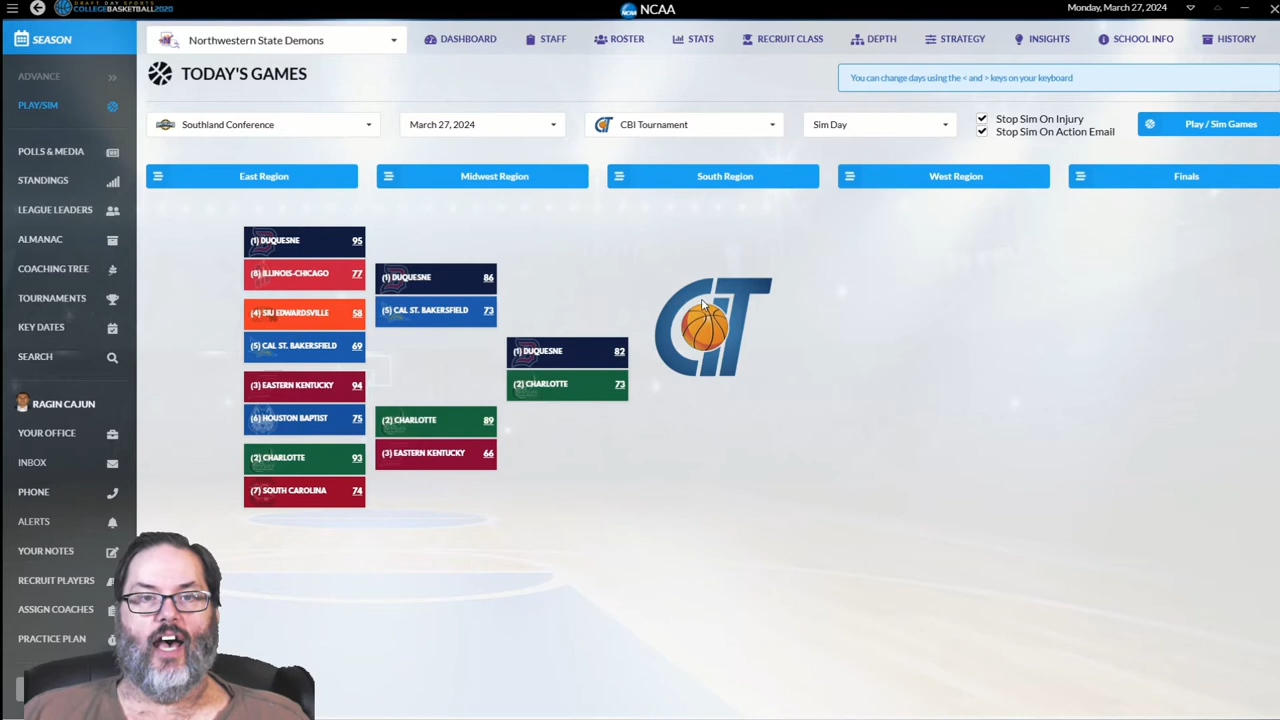 DRAFT DAY SPORTS
COLLEGE BASKETBALL 2020
NCAA
Monday, March 27, 2024
SEASON
Northwestern State Demons
DASHBOARD
STAFF
ROSTER
STATS
RECRUIT CLASS
DEPTH
STRATEGY
INSIGHTS
SCHOOL INFO
HISTORY
ADVANCE
TODAY'S GAMES
You can change days using the < and > keys on your keyboard
PLAY/SIM
Southland Conference
March 27, 2024
CBI Tournament
Sim Day
Stop Sim On Injury
Stop Sim On Action Email
Play / Sim Games
POLLS & MEDIA
STANDINGS
LEAGUE LEADERS
ALMANAC
COACHING TREE
TOURNAMENTS
KEY DATES
SEARCH
RAGIN CAJUN
YOUR OFFICE
INBOX
PHONE
ALERTS
YOUR NOTES
RECRUIT PLAYERS
ASSIGN COACHES
PRACTICE PLAN
East Region
Midwest Region
South Region
West Region
Finals
(1) DUQUESNE 95
(8) ILLINOIS-CHICAGO 77
(4) SIU EDWARDSVILLE 58
(5) CAL ST. BAKERSFIELD 69
(3) EASTERN KENTUCKY 94
(6) HOUSTON BAPTIST 75
(2) CHARLOTTE 93
(7) SOUTH CAROLINA 74
(1) DUQUESNE 86
(5) CAL ST. BAKERSFIELD 73
(2) CHARLOTTE 89
(3) EASTERN KENTUCKY 66
(1) DUQUESNE 82
(2) CHARLOTTE 73
CIT